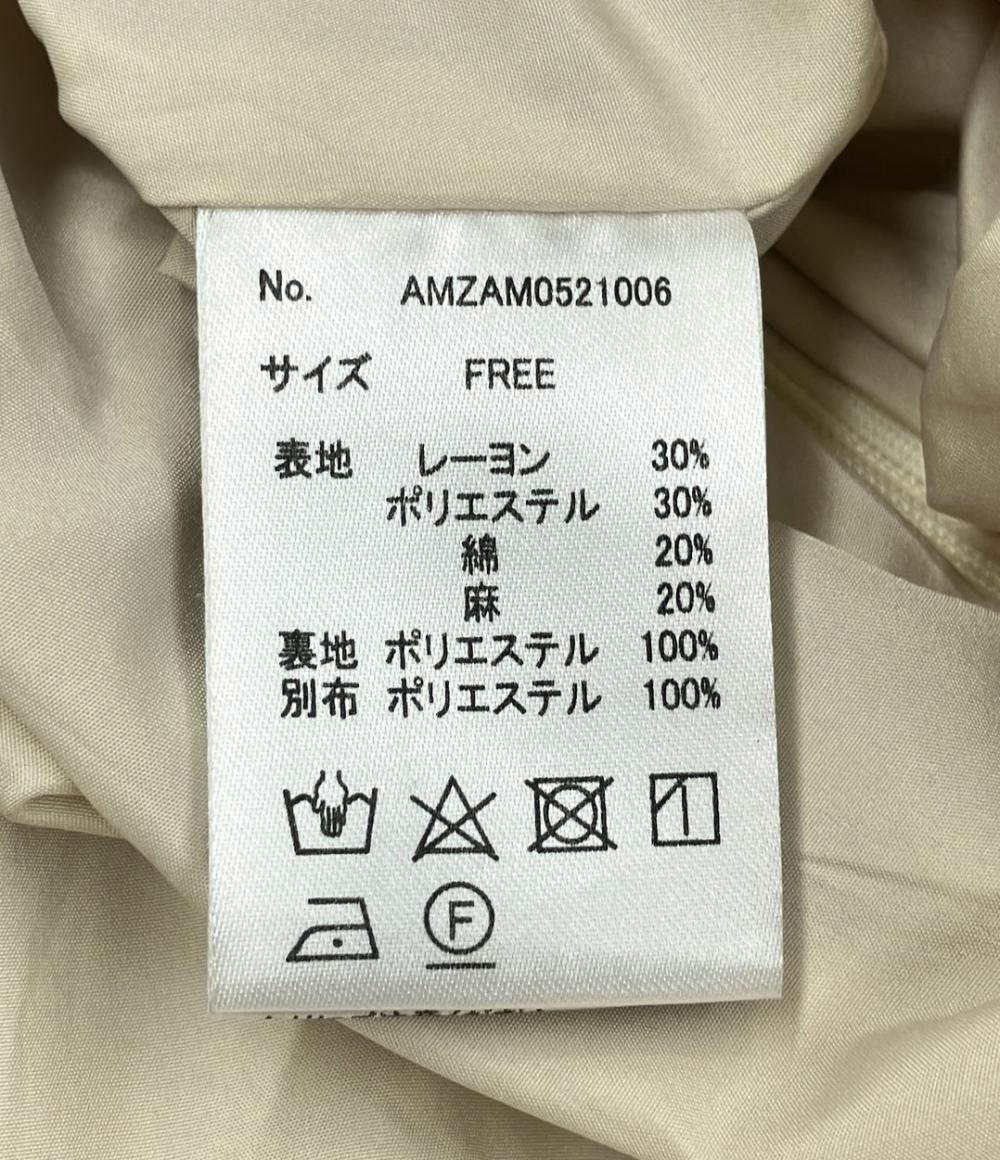 No. AMZAM0521006
サイズ FREE
表地 レーヨン 30%
ポリエステル 30%
綿 20%
麻 20%
裏地 ポリエステル 100%
別布 ポリエステル 100%
F